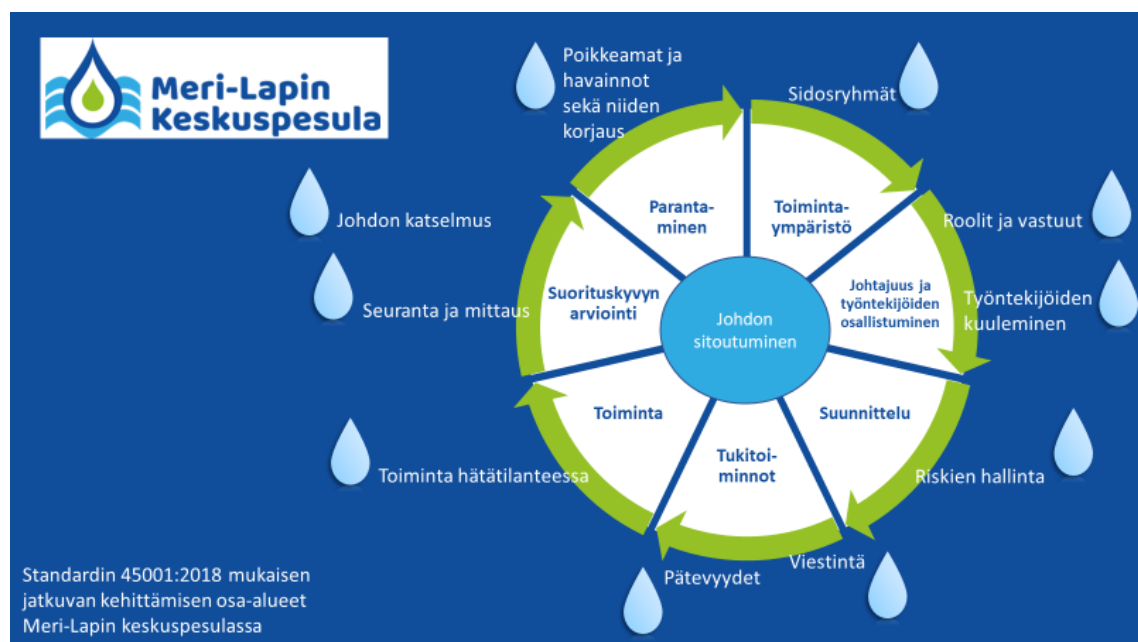 Meri-Lapin
Keskuspesula
Poikkeamat ja
havainnot
sekä niiden
korjaus
Sidosryhmät
Johdon katselmus
Seuranta ja mittaus
Toiminta hätätilanteessa
Roolit ja vastuut
Työntekijöiden
kuuleminen
Riskien hallinta
Viestintä
Pätevyydet
Paranta-
minen
Toiminta-
ympäristö
Suorituskyvyn
arviointi
Johtajuus ja
työntekijöiden
osallistuminen
Johdon
sitoutuminen
Toiminta
Tukitoi-
minnot
Suunnittelu
Standardin 45001:2018 mukaisen
jatkuvan kehittämisen osa-alueet
Meri-Lapin keskuspesulassa